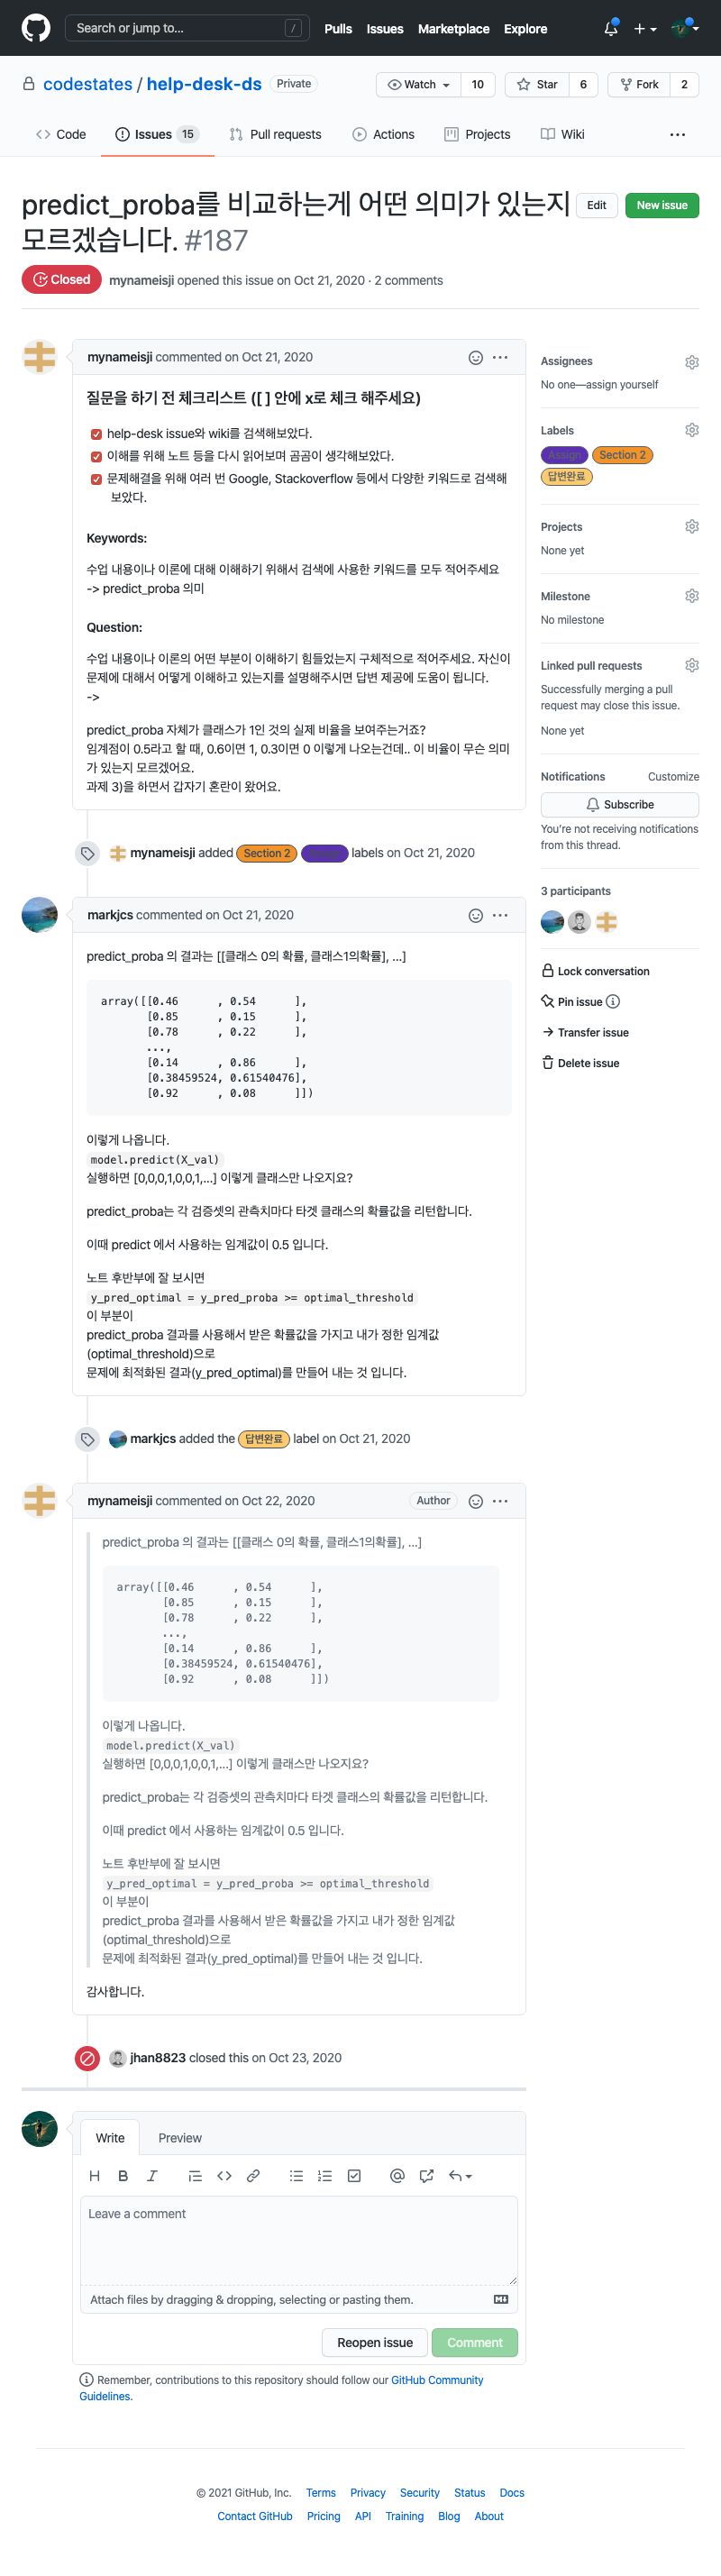 Search or jump to... / Pulls Issues Marketplace Explore
codestates / help-desk-ds Private Watch 10 Star 6 Fork 2
Code Issues 15 Pull requests Actions Projects Wiki
predict_proba를 비교하는게 어떤 의미가 있는지
모르겠습니다. #187
Edit New issue
Closed mynameisji opened this issue on Oct 21, 2020 · 2 comments
mynameisji commented on Oct 21, 2020
질문을 하기 전 체크리스트 ([ ] 안에 x로 체크 해주세요)
help-desk issue와 wiki를 검색해보았다.
이해를 위해 노트 등을 다시 읽어보며 곰곰이 생각해보았다.
문제해결을 위해 여러 번 Google, Stackoverflow 등에서 다양한 키워드로 검색해
보았다.
Keywords:
수업 내용이나 이론에 대해 이해하기 위해서 검색에 사용한 키워드를 모두 적어주세요
-> predict_proba 의미
Question:
수업 내용이나 이론의 어떤 부분이 이해하기 힘들었는지 구체적으로 적어주세요. 자신이
문제에 대해서 어떻게 이해하고 있는지를 설명해주시면 답변 제공에 도움이 됩니다.
->
predict_proba 자체가 클래스가 1인 것의 실제 비율을 보여주는거죠?
임계점이 0.5라고 할 때, 0.6이면 1, 0.3이면 0 이렇게 나오는건데.. 이 비율이 무슨 의미
가 있는지 모르겠어요.
과제 3)을 하면서 갑자기 혼란이 왔어요.
mynameisji added Section 2 Assign labels on Oct 21, 2020
markjcs commented on Oct 21, 2020
predict_proba 의 결과는 [[클래스 0의 확률, 클래스1의확률], ...]
array([[0.46 , 0.54 ],
[0.85 , 0.15 ],
[0.78 , 0.22 ],
...,
[0.14 , 0.86 ],
[0.38459524, 0.61540476],
[0.92 , 0.08 ]])
이렇게 나옵니다.
model.predict(X_val)
실행하면 [0,0,0,1,0,0,1,...] 이렇게 클래스만 나오지요?
predict_proba는 각 검증셋의 관측치마다 타겟 클래스의 확률값을 리턴합니다.
이때 predict 에서 사용하는 임계값이 0.5 입니다.
노트 후반부에 잘 보시면
y_pred_optimal = y_pred_proba >= optimal_threshold
이 부분이
predict_proba 결과를 사용해서 받은 확률값을 가지고 내가 정한 임계값
(optimal_threshold)으로
문제에 최적화된 결과(y_pred_optimal)를 만들어 내는 것 입니다.
markjcs added the 답변완료 label on Oct 21, 2020
mynameisji commented on Oct 22, 2020 Author
predict_proba 의 결과는 [[클래스 0의 확률, 클래스1의확률], ...]
array([[0.46 , 0.54 ],
[0.85 , 0.15 ],
[0.78 , 0.22 ],
...,
[0.14 , 0.86 ],
[0.38459524, 0.61540476],
[0.92 , 0.08 ]])
이렇게 나옵니다.
model.predict(X_val)
실행하면 [0,0,0,1,0,0,1,...] 이렇게 클래스만 나오지요?
predict_proba는 각 검증셋의 관측치마다 타겟 클래스의 확률값을 리턴합니다.
이때 predict 에서 사용하는 임계값이 0.5 입니다.
노트 후반부에 잘 보시면
y_pred_optimal = y_pred_proba >= optimal_threshold
이 부분이
predict_proba 결과를 사용해서 받은 확률값을 가지고 내가 정한 임계값
(optimal_threshold)으로
문제에 최적화된 결과(y_pred_optimal)를 만들어 내는 것 입니다.
감사합니다.
jhan8823 closed this on Oct 23, 2020
Write Preview
H B I
Leave a comment
Attach files by dragging & dropping, selecting or pasting them.
Reopen issue Comment
Remember, contributions to this repository should follow our GitHub Community
Guidelines.
Assignees
No one—assign yourself
Labels
Assign Section 2
답변완료
Projects
None yet
Milestone
No milestone
Linked pull requests
Successfully merging a pull
request may close this issue.
None yet
Notifications Customize
Subscribe
You're not receiving notifications
from this thread.
3 participants
Lock conversation
Pin issue
Transfer issue
Delete issue
© 2021 GitHub, Inc. Terms Privacy Security Status Docs
Contact GitHub Pricing API Training Blog About